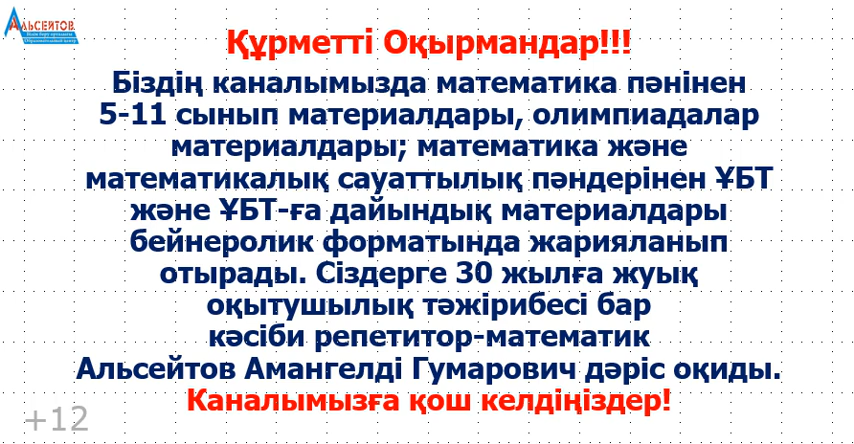 АЛЬСЕЙТОВ
Құрметті Оқырмандар!!!
Біздің каналымызда математика пәнінен
5-11 сынып материалдары, олимпиадалар
материалдары; математика және
математикалық сауаттылық пәндерінен ҰБТ
және ҰБТ-ға дайындық материалдары
бейнеролик форматында жарияланып
отырады. Сіздерге 30 жылға жуық
оқытушылық тәжірибесі бар
кәсіби репетитор-математик
Альсейтов Амангелді Гумарович дәріс оқиды.
Каналымызға қош келдіңіздер!
+12